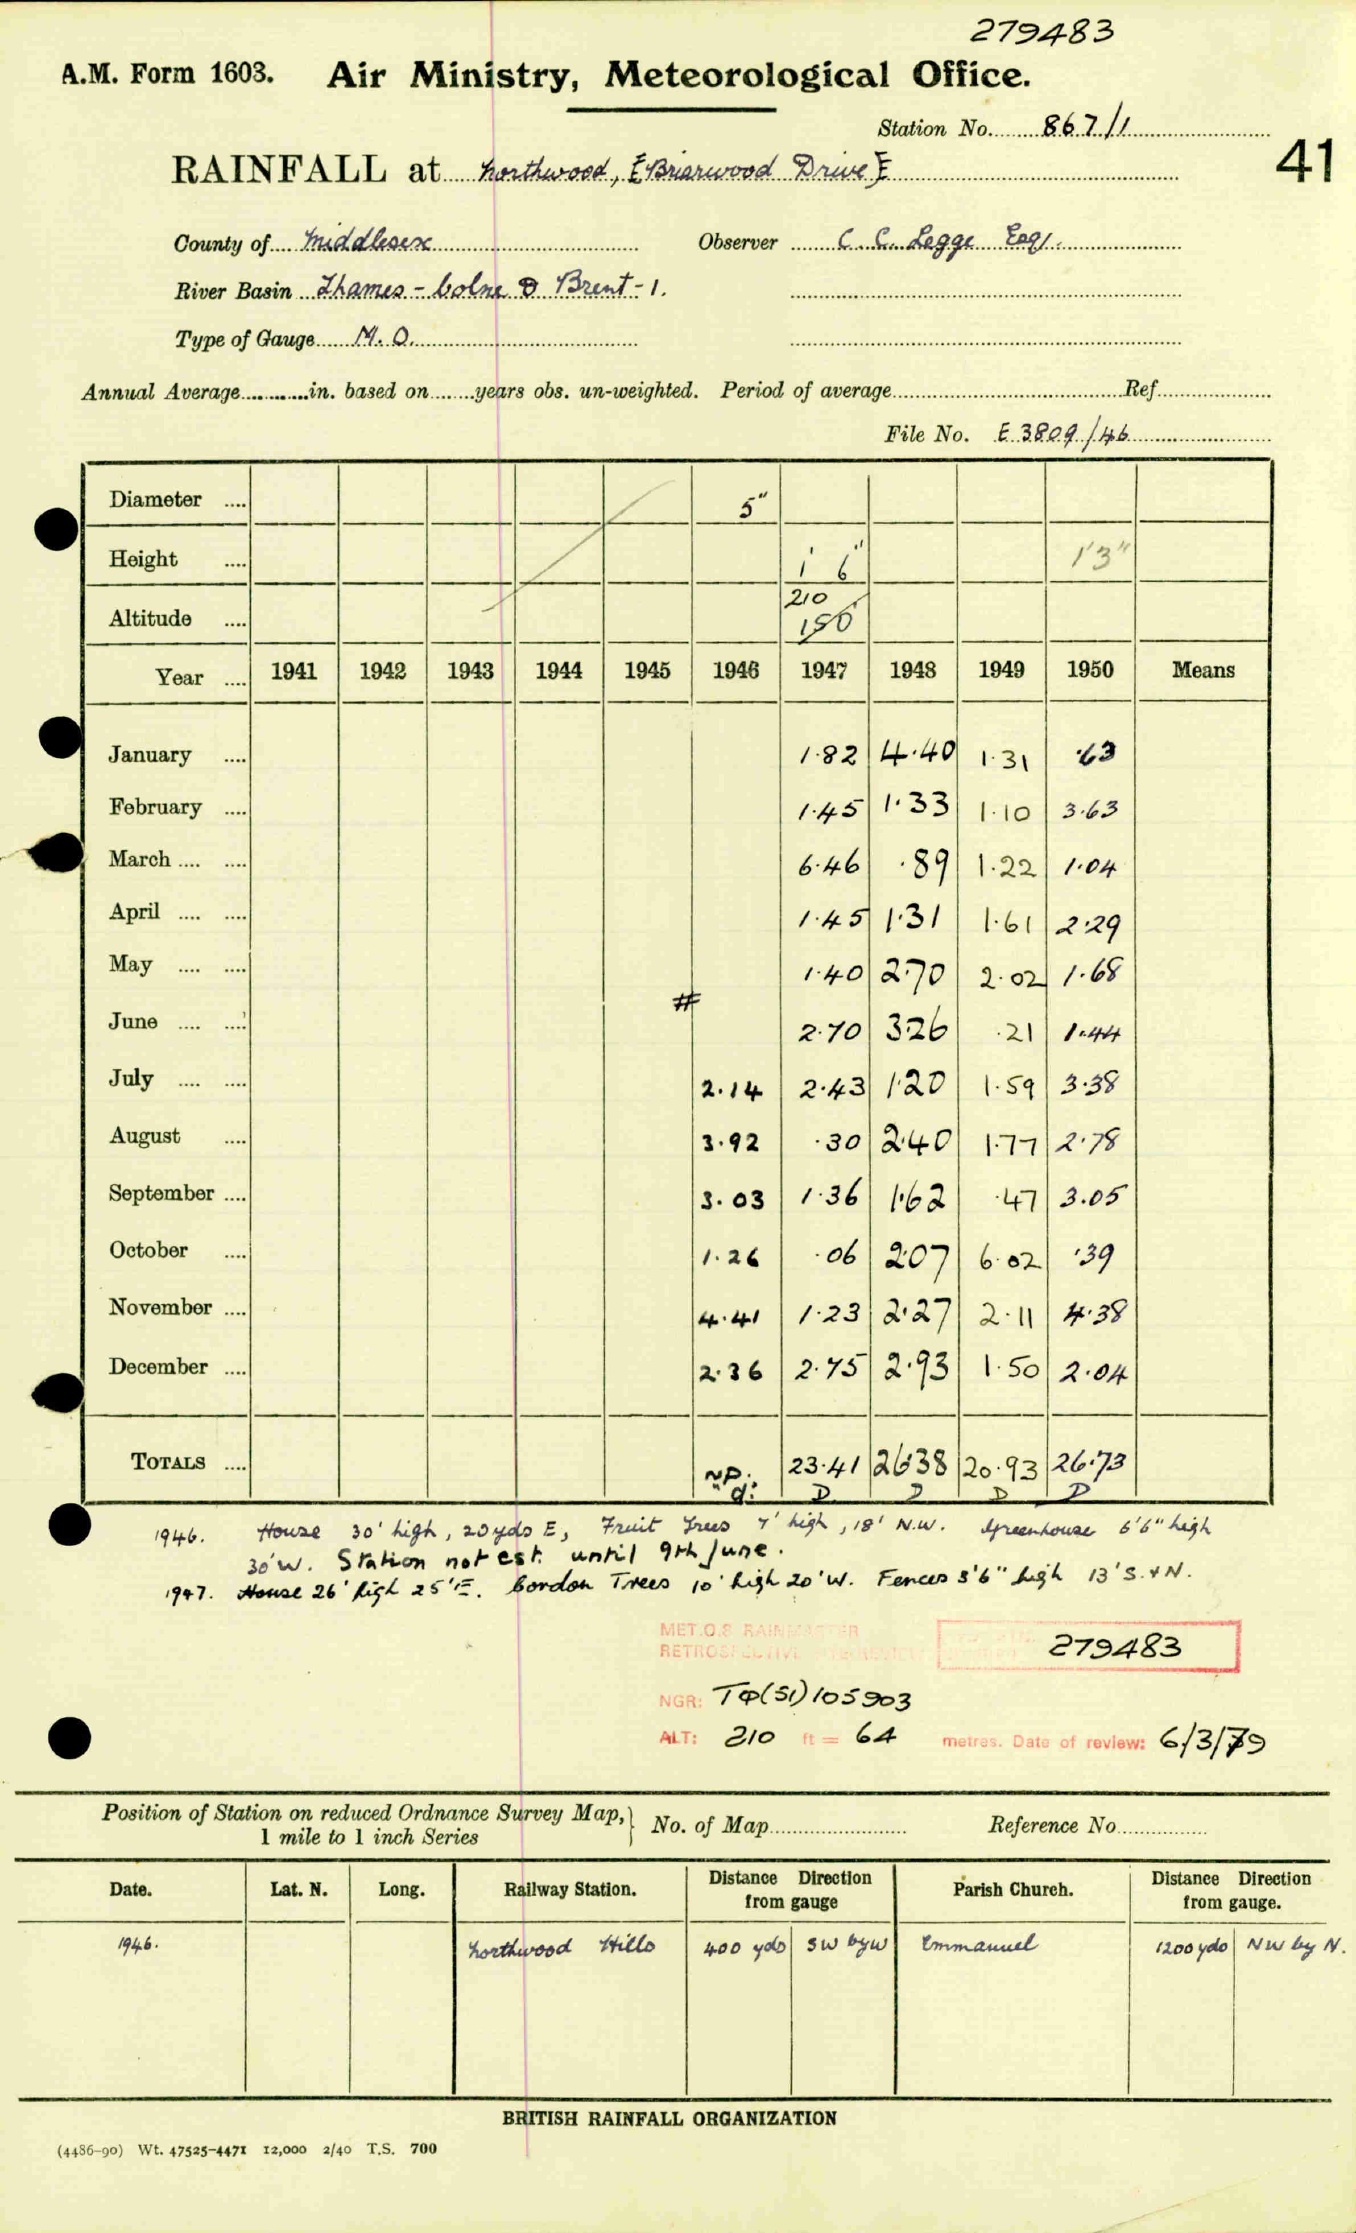 279483
A.M. Form 1603. Air Ministry, Meteorological Office.
Station No. 867/1
41
RAINFALL at Northwood, [Briarwood Drive]
County of Middlesex Observer C. C. Legge Esq.
River Basin Thames - Colne & Brent - 1.
Type of Gauge M.O.
Annual Average in. based on years obs. un-weighted. Period of average Ref.
File No. E 3809/46
Diameter .... 5"
Height .... 1' 6" 1'3"
Altitude .... 210 150'
Year .... 1941 1942 1943 1944 1945 1946 1947 1948 1949 1950 Means
January .... 1.82 4.40 1.31 .63
February .... 1.45 1.33 1.10 3.63
March .... .... 6.46 .89 1.22 1.04
April .... .... 1.45 1.31 1.61 2.29
May .... .... 1.40 2.70 2.02 1.68
#
June .... .... 2.70 3.26 .21 1.44
July .... .... 2.14 2.43 1.20 1.59 3.38
August .... 3.92 .30 2.40 1.77 2.78
September .... 3.03 1.36 1.62 .47 3.05
October .... 1.26 .06 2.07 6.02 .39
November .... 4.41 1.23 2.27 2.11 4.38
December .... 2.36 2.75 2.93 1.50 2.04
TOTALS .... 23.41 26.38 20.93 26.73
D D D D
1946. House 30' high, 20yds E, Fruit Trees 7' high, 18' N.W. Greenhouse 6'6" high
30' W. Station not est. until 9th June.
1947. House 26' high 25' E. Cordon Trees 10' high 20' W. Fences 5'6" high 13' S. & N.
MET.O.8 RAINMASTER
RETROSPECTIVE
279483
NGR: TQ(51)105903
ALT: 210 ft = 64 metres. Date of review: 6/3/79
Position of Station on reduced Ordnance Survey Map, No. of Map Reference No.
1 mile to 1 inch Series
Date. Lat. N. Long. Railway Station. Distance Direction from gauge Parish Church. Distance Direction from gauge.
1946. Northwood Hills 400 yds SW by W Emmanuel 1200 yds NW by N.
BRITISH RAINFALL ORGANIZATION
(4486-90) Wt. 47525-4471 12,000 2/40 T.S. 700